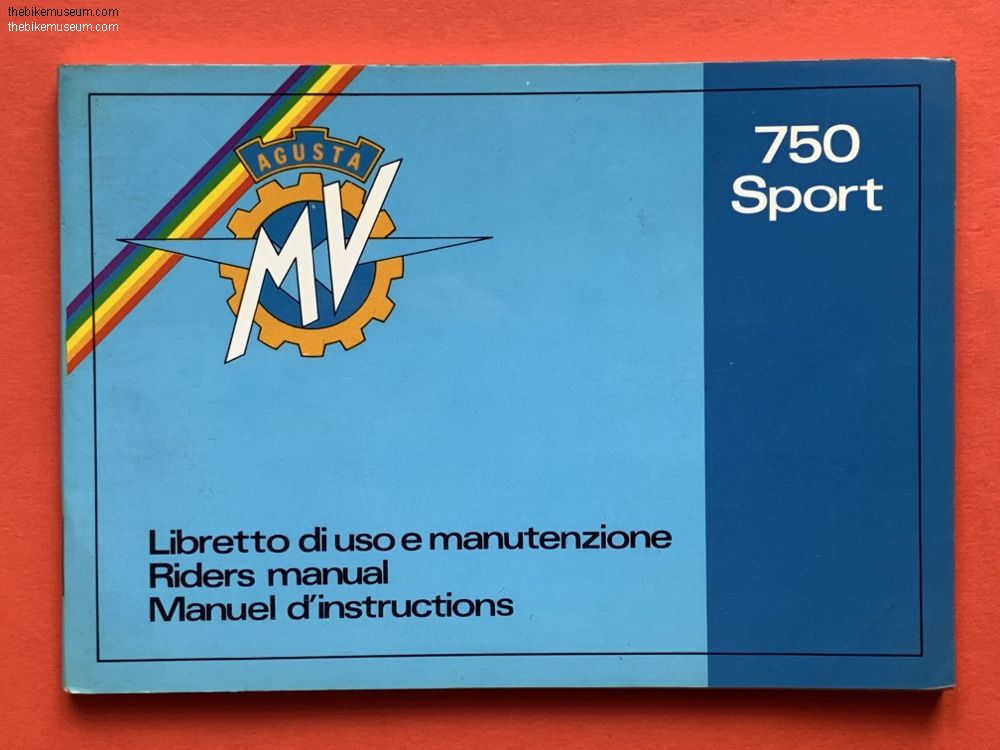 thebikemuseum.com
thebikemuseum.com
AGUSTA
MV
750
Sport
Libretto di uso e manutenzione
Riders manual
Manuel d'instructions